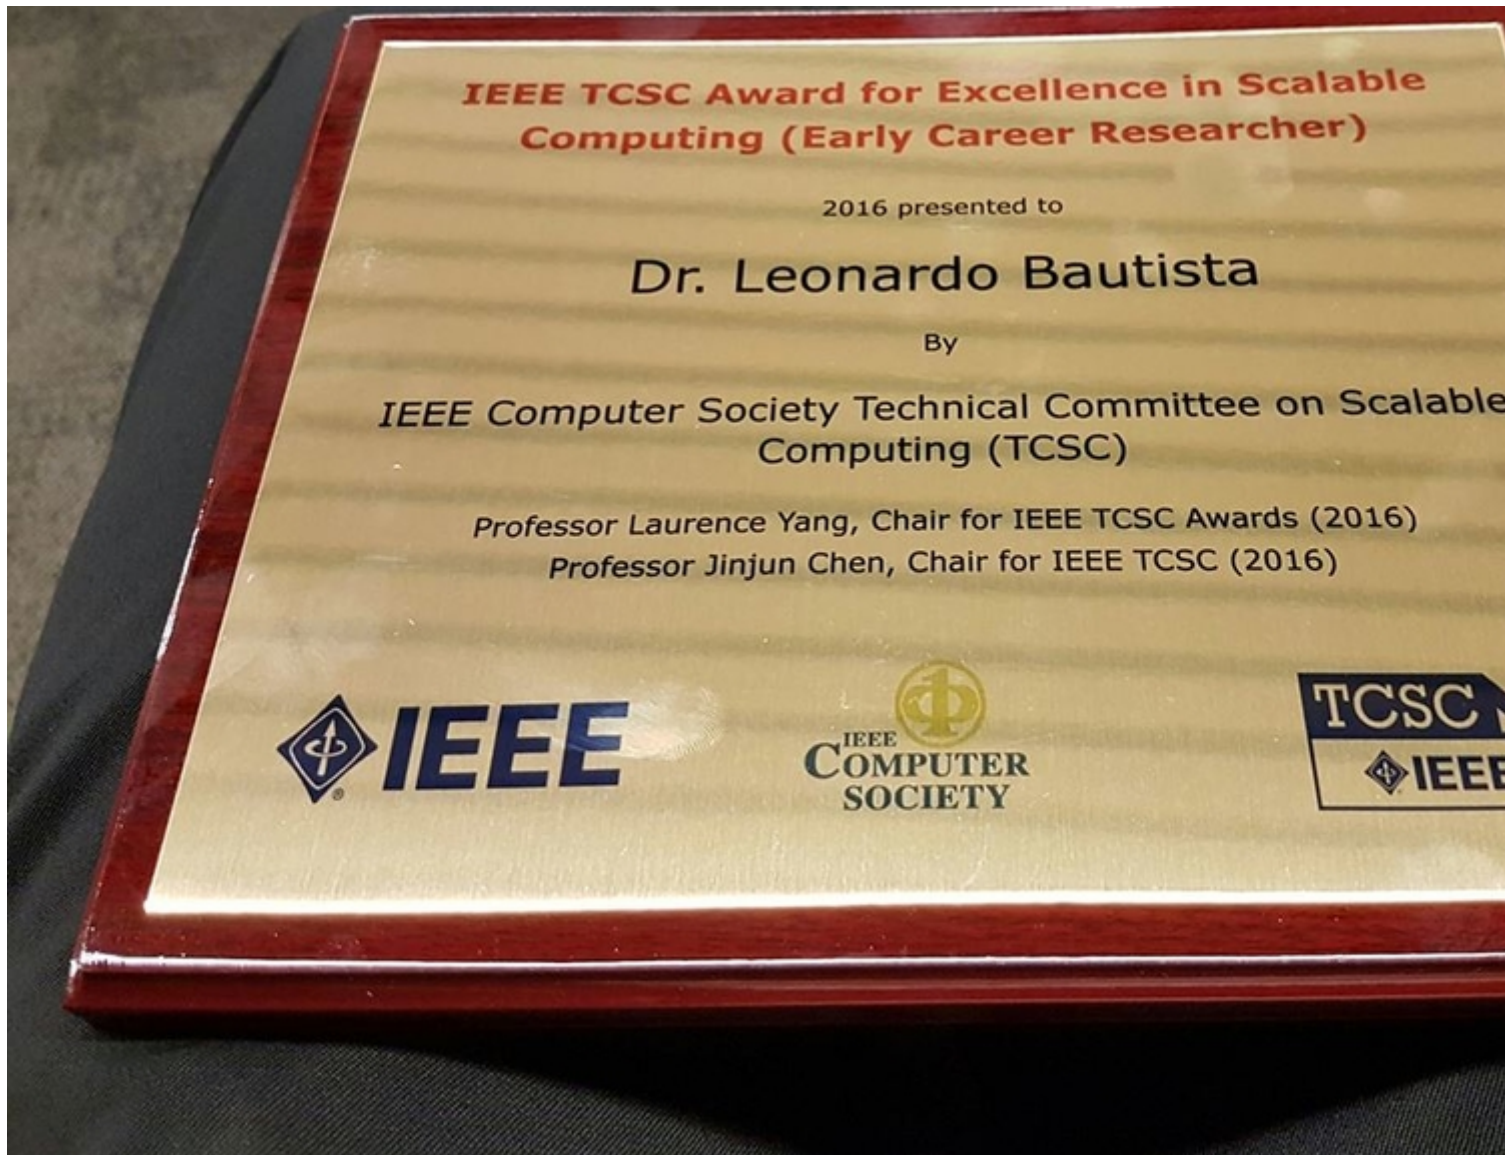 IEEE TCSC Award for Excellence in Scalable
Computing (Early Career Researcher)
2016 presented to
Dr. Leonardo Bautista
By
IEEE Computer Society Technical Committee on Scalable
Computing (TCSC)
Professor Laurence Yang, Chair for IEEE TCSC Awards (2016)
Professor Jinjun Chen, Chair for IEEE TCSC (2016)
IEEE
®
IEEE
COMPUTER
SOCIETY
TCSC
IEEE